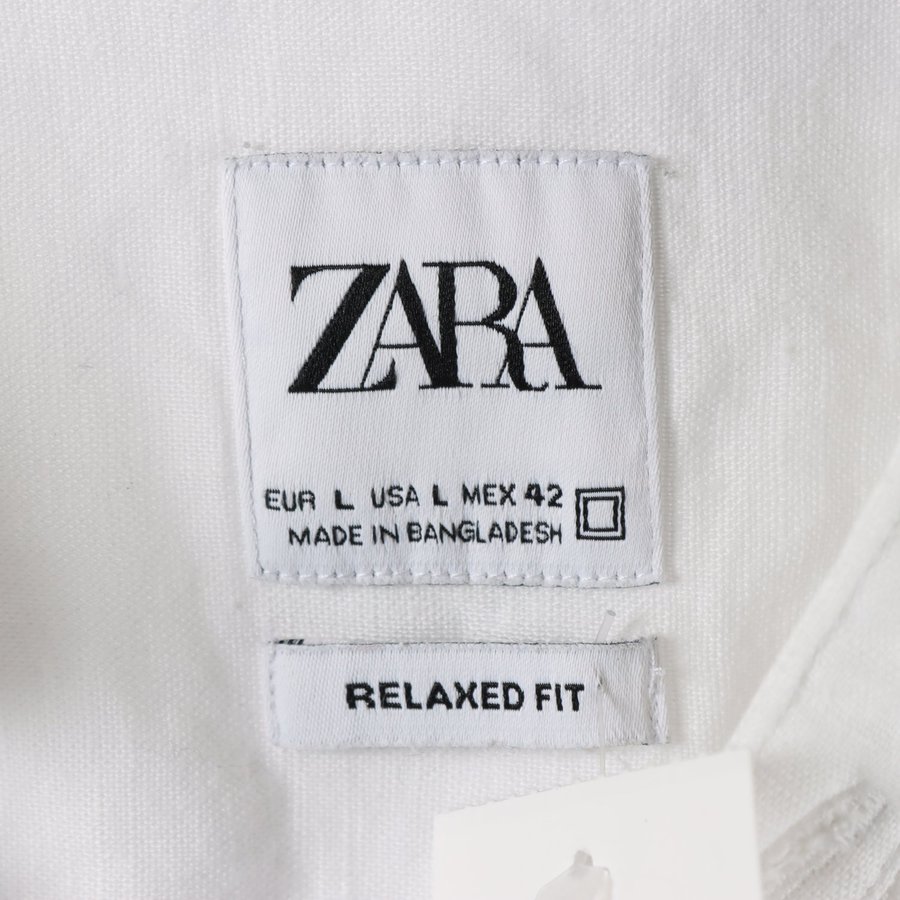 ZARA
EUR L USA L MEX 42
MADE IN BANGLADESH
RELAXED FIT